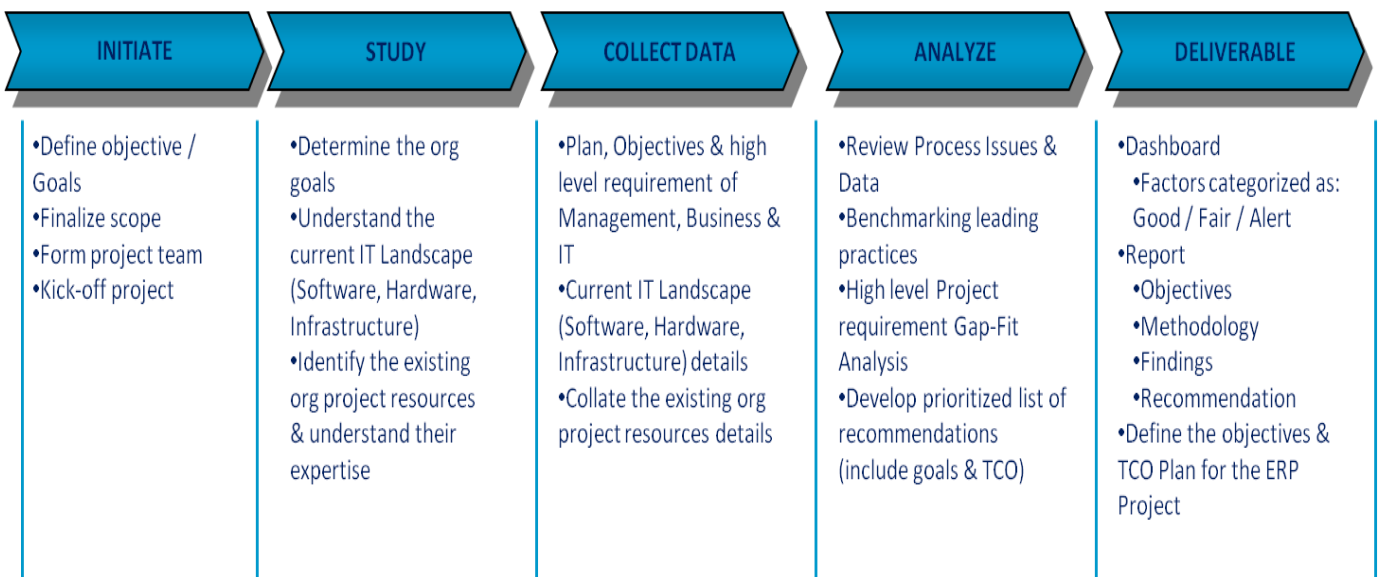 INITIATE
STUDY
COLLECT DATA
ANALYZE
DELIVERABLE
•Define objective /
Goals
•Finalize scope
•Form project team
•Kick-off project
•Determine the org
goals
•Understand the
current IT Landscape
(Software, Hardware,
Infrastructure)
•Identify the existing
org project resources
& understand their
expertise
•Plan, Objectives & high
level requirement of
Management, Business &
IT
•Current IT Landscape
(Software, Hardware,
Infrastructure) details
•Collate the existing org
project resources details
•Review Process Issues &
Data
•Benchmarking leading
practices
•High level Project
requirement Gap-Fit
Analysis
•Develop prioritized list of
recommendations
(include goals & TCO)
•Dashboard
•Factors categorized as:
Good / Fair / Alert
•Report
•Objectives
•Methodology
•Findings
•Recommendation
•Define the objectives &
TCO Plan for the ERP
Project